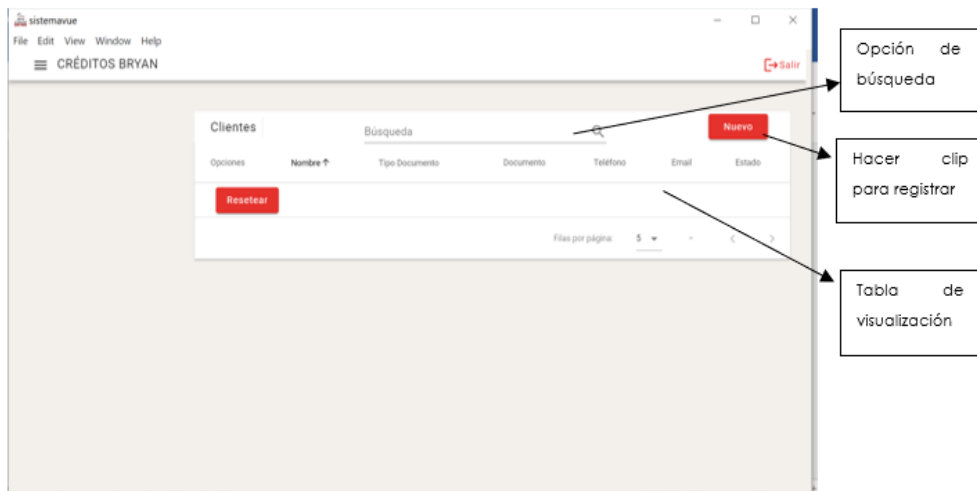 sistemavue
File Edit View Window Help
CRÉDITOS BRYAN
Salir
Opción de
búsqueda
Clientes
Búsqueda
Nuevo
Opciones Nombre Tipo Documento Documento Teléfono Email Estado
Hacer clip
para registrar
Resetear
Filas por página: 5
Tabla de
visualización